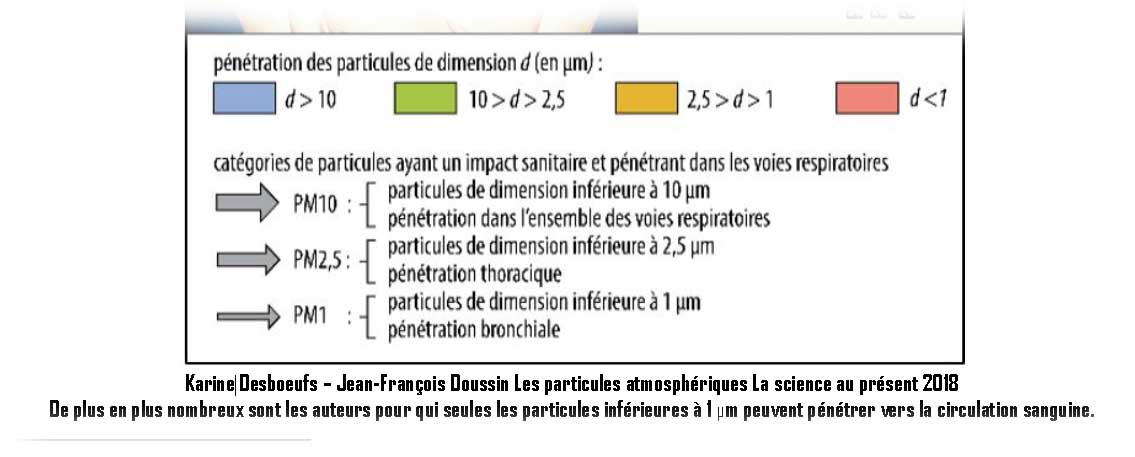 pénétration des particules de dimension d (en µm) :
d > 10 10 > d > 2,5 2,5 > d > 1 d <1
catégories de particules ayant un impact sanitaire et pénétrant dans les voies respiratoires
particules de dimension inférieure à 10 µm
PM10 :
pénétration dans l'ensemble des voies respiratoires
particules de dimension inférieure à 2,5 µm
PM2,5 :
pénétration thoracique
particules de dimension inférieure à 1 µm
PM1 :
pénétration bronchiale
Karine Desboeufs – Jean-François Doussin Les particules atmosphériques La science au présent 2018
De plus en plus nombreux sont les auteurs pour qui seules les particules inférieures à 1 µm peuvent pénétrer vers la circulation sanguine.